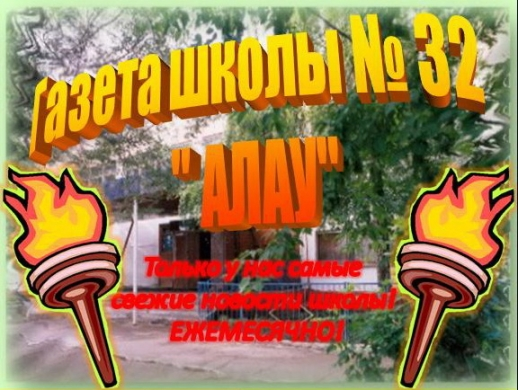 Газета школы № 32
" АЛАУ"
Только у нас самые
свежие новости школы!
ЕЖЕМЕСЯЧНО!